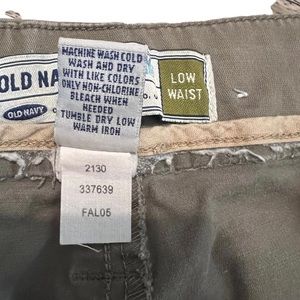 OLD NA
OLD NAVY
LOW
WAIST
MACHINE WASH COLD
WASH AND DRY
WITH LIKE COLORS
ONLY NON-CHLORINE
BLEACH WHEN
NEEDED
TUMBLE DRY LOW
WARM IRON
2130
337639
FAL05